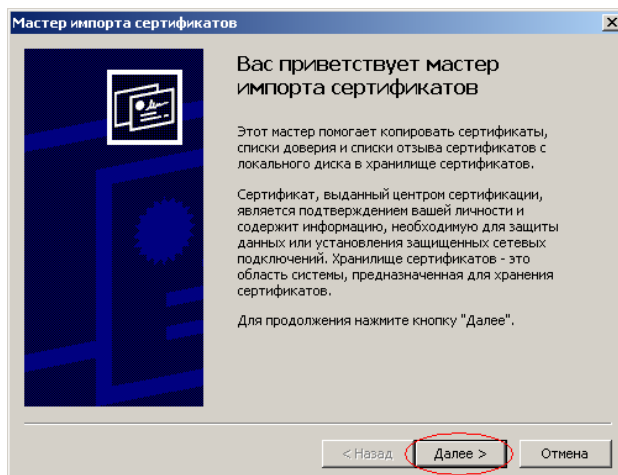 Мастер импорта сертификатов
Вас приветствует мастер
импорта сертификатов
Этот мастер помогает копировать сертификаты,
списки доверия и списки отзыва сертификатов с
локального диска в хранилище сертификатов.
Сертификат, выданный центром сертификации,
является подтверждением вашей личности и
содержит информацию, необходимую для защиты
данных или установления защищенных сетевых
подключений. Хранилище сертификатов - это
область системы, предназначенная для хранения
сертификатов.
Для продолжения нажмите кнопку "Далее".
< Назад Далее > Отмена